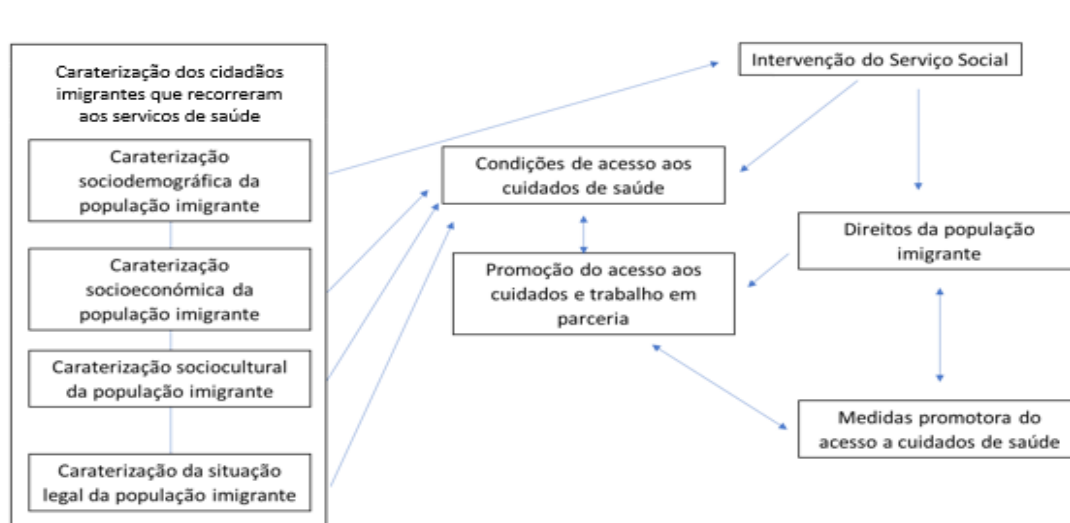 Caraterização dos cidadãos
imigrantes que recorreram
aos servicos de saúde
Caraterização
sociodemográfica da
população imigrante
Caraterização
socioeconómica da
população imigrante
Caraterização sociocultural
da população imigrante
Caraterização da situação
legal da população imigrante
Condições de acesso aos
cuidados de saúde
Promoção do acesso aos
cuidados e trabalho em
parceria
Intervenção do Serviço Social
Direitos da população
imigrante
Medidas promotora do
acesso a cuidados de saúde